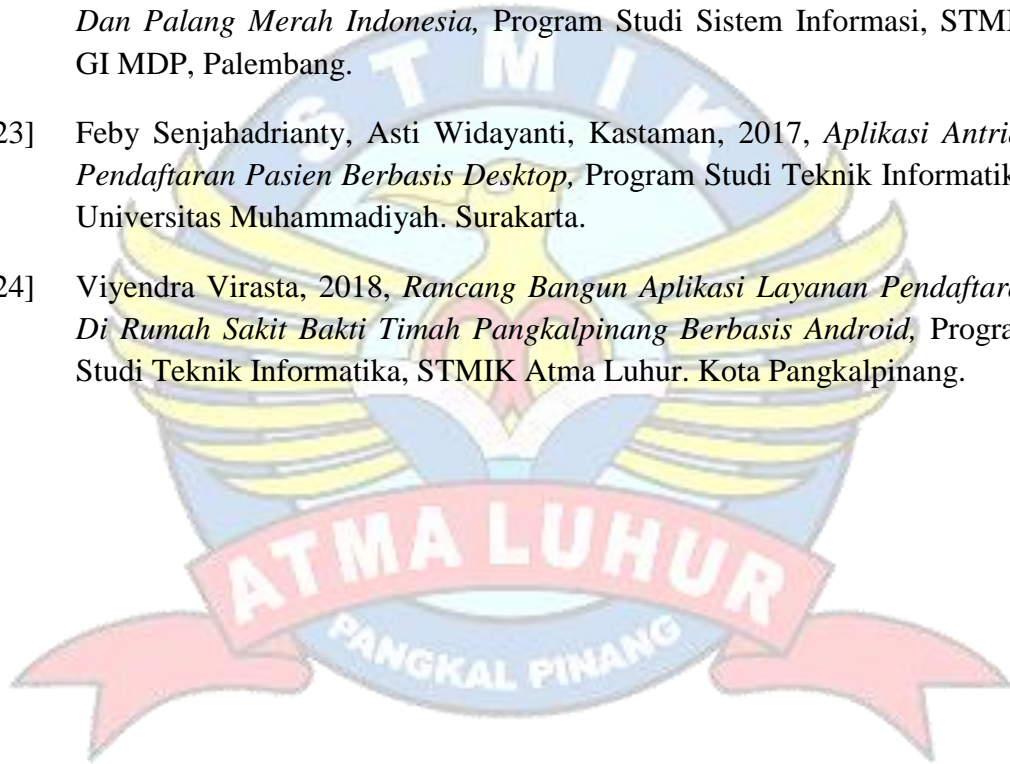 Dan Palang Merah Indonesia, Program Studi Sistem Informasi, STMI
GI MDP, Palembang.
23] Feby Senjahadrianty, Asti Widayanti, Kastaman, 2017, Aplikasi Antria
Pendaftaran Pasien Berbasis Desktop, Program Studi Teknik Informatik
Universitas Muhammadiyah. Surakarta.
24] Viyendra Virasta, 2018, Rancang Bangun Aplikasi Layanan Pendaftara
Di Rumah Sakit Bakti Timah Pangkalpinang Berbasis Android, Progra
Studi Teknik Informatika, STMIK Atma Luhur. Kota Pangkalpinang.
STMIK
ATMA LUHUR
PANGKAL PINANG